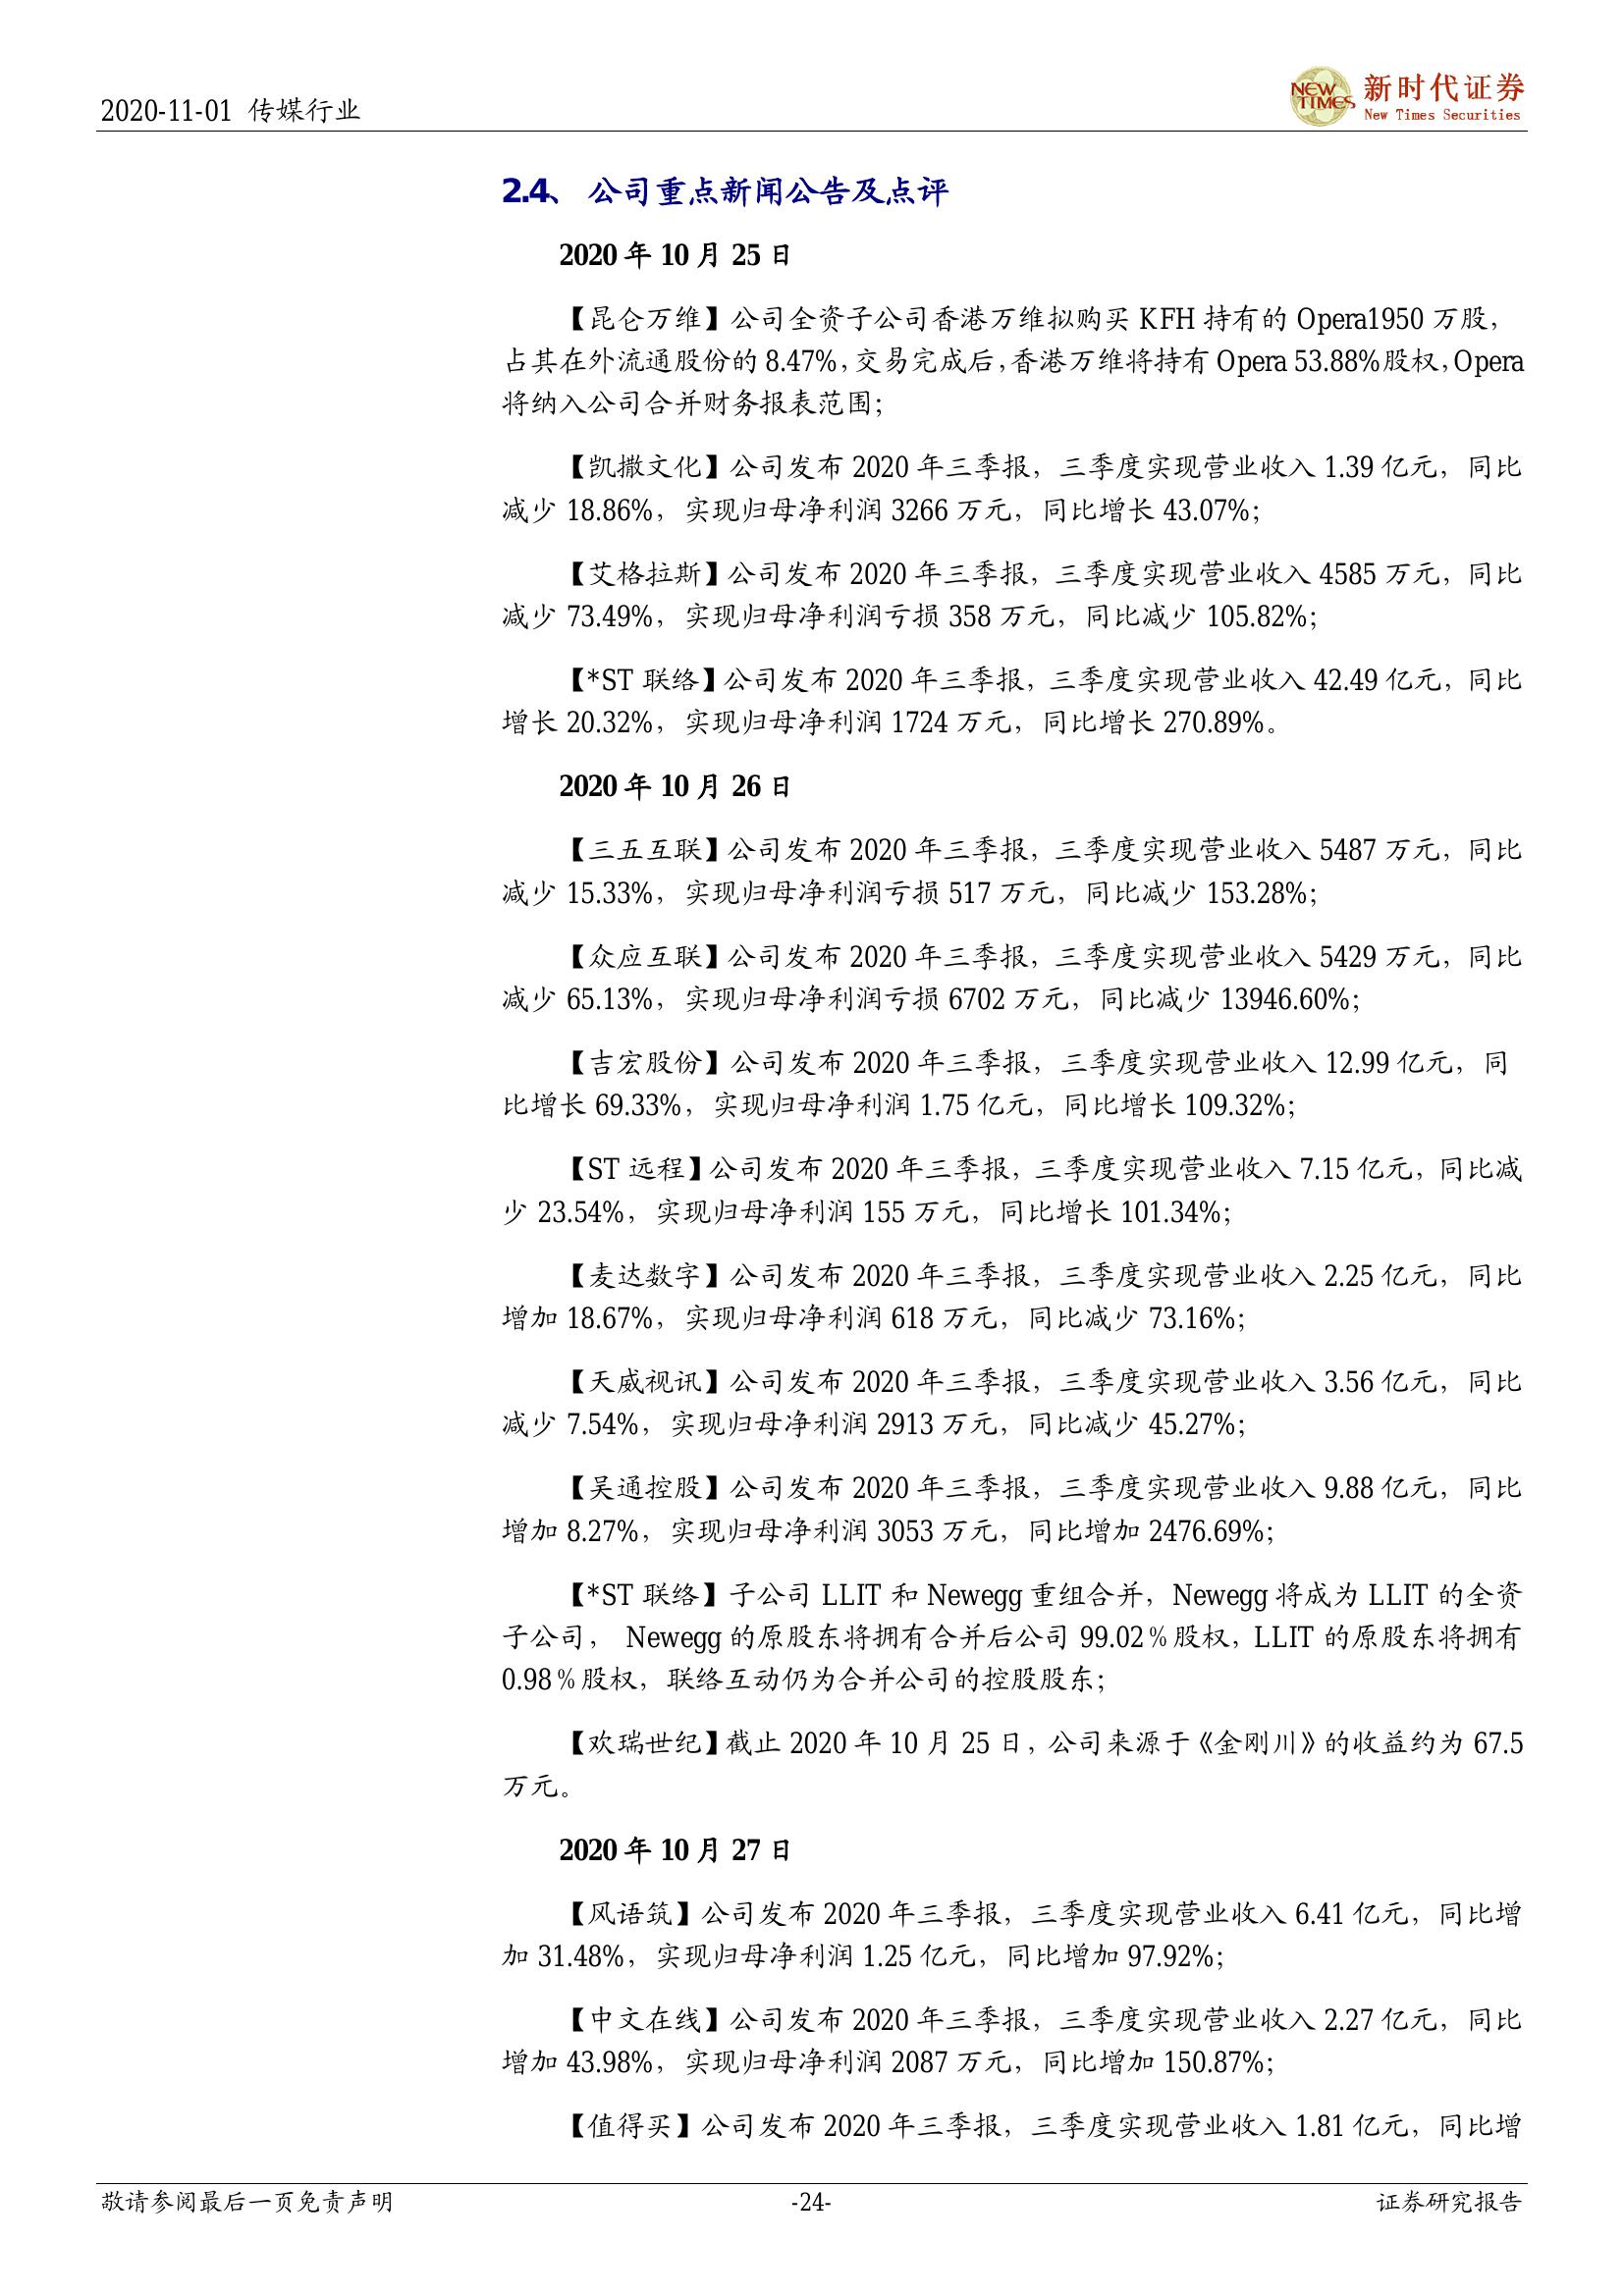 2020-11-01 传媒行业
NEW TIMES
新时代证券
New Times Securities
2.4、 公司重点新闻公告及点评
2020 年 10 月 25 日
【昆仑万维】公司全资子公司香港万维拟购买 KFH 持有的 Opera1950 万股，
占其在外流通股份的 8.47%，交易完成后，香港万维将持有 Opera 53.88%股权，Opera
将纳入公司合并财务报表范围；
【凯撒文化】公司发布 2020 年三季报，三季度实现营业收入 1.39 亿元，同比
减少 18.86%，实现归母净利润 3266 万元，同比增长 43.07%；
【艾格拉斯】公司发布 2020 年三季报，三季度实现营业收入 4585 万元，同比
减少 73.49%，实现归母净利润亏损 358 万元，同比减少 105.82%；
【*ST 联络】公司发布 2020 年三季报，三季度实现营业收入 42.49 亿元，同比
增长 20.32%，实现归母净利润 1724 万元，同比增长 270.89%。
2020 年 10 月 26 日
【三五互联】公司发布 2020 年三季报，三季度实现营业收入 5487 万元，同比
减少 15.33%，实现归母净利润亏损 517 万元，同比减少 153.28%；
【众应互联】公司发布 2020 年三季报，三季度实现营业收入 5429 万元，同比
减少 65.13%，实现归母净利润亏损 6702 万元，同比减少 13946.60%；
【吉宏股份】公司发布 2020 年三季报，三季度实现营业收入 12.99 亿元，同
比增长 69.33%，实现归母净利润 1.75 亿元，同比增长 109.32%；
【ST 远程】公司发布 2020 年三季报，三季度实现营业收入 7.15 亿元，同比减
少 23.54%，实现归母净利润 155 万元，同比增长 101.34%；
【麦达数字】公司发布 2020 年三季报，三季度实现营业收入 2.25 亿元，同比
增加 18.67%，实现归母净利润 618 万元，同比减少 73.16%；
【天威视讯】公司发布 2020 年三季报，三季度实现营业收入 3.56 亿元，同比
减少 7.54%，实现归母净利润 2913 万元，同比减少 45.27%；
【吴通控股】公司发布 2020 年三季报，三季度实现营业收入 9.88 亿元，同比
增加 8.27%，实现归母净利润 3053 万元，同比增加 2476.69%；
【*ST 联络】子公司 LLIT 和 Newegg 重组合并，Newegg 将成为 LLIT 的全资
子公司， Newegg 的原股东将拥有合并后公司 99.02％股权，LLIT 的原股东将拥有
0.98％股权，联络互动仍为合并公司的控股股东；
【欢瑞世纪】截止 2020 年 10 月 25 日，公司来源于《金刚川》的收益约为 67.5
万元。
2020 年 10 月 27 日
【风语筑】公司发布 2020 年三季报，三季度实现营业收入 6.41 亿元，同比增
加 31.48%，实现归母净利润 1.25 亿元，同比增加 97.92%；
【中文在线】公司发布 2020 年三季报，三季度实现营业收入 2.27 亿元，同比
增加 43.98%，实现归母净利润 2087 万元，同比增加 150.87%；
【值得买】公司发布 2020 年三季报，三季度实现营业收入 1.81 亿元，同比增
敬请参阅最后一页免责声明 -24- 证券研究报告